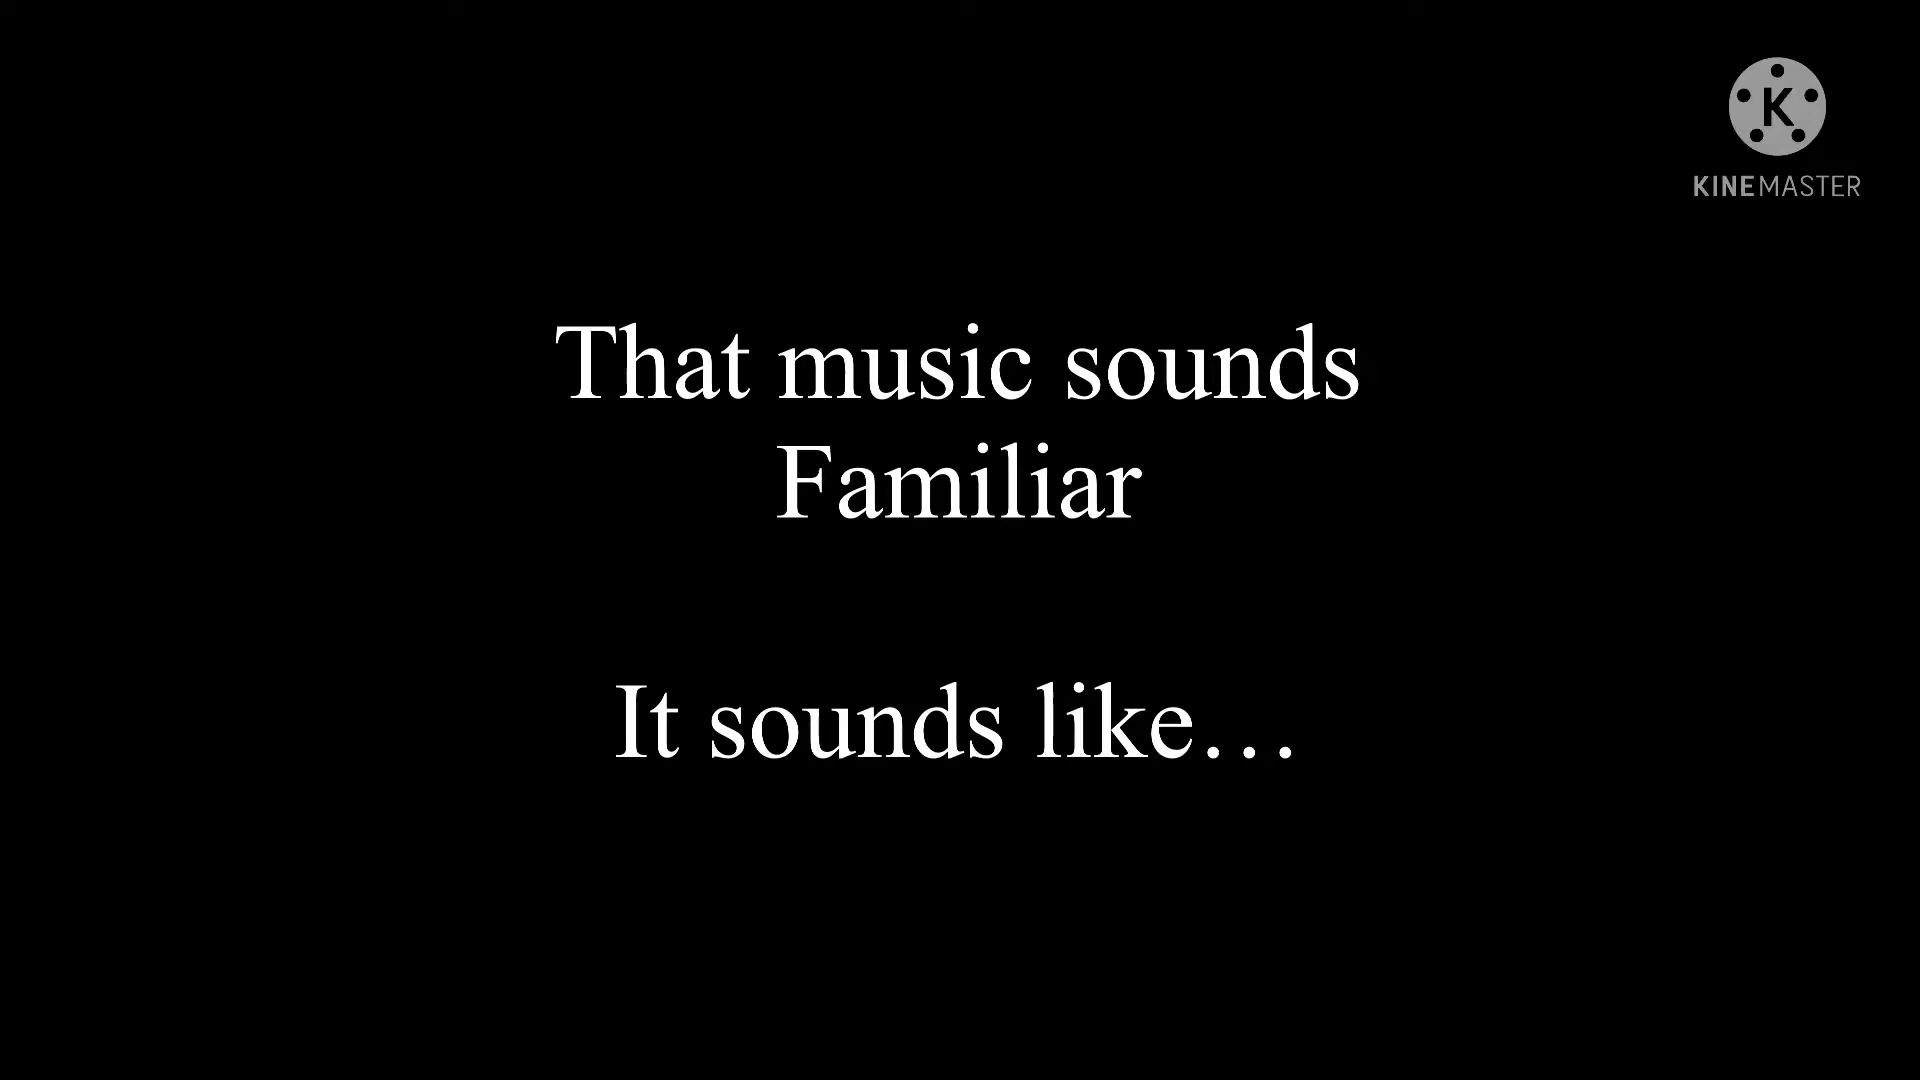 K
KINEMASTER
That music sounds
Familiar
It sounds like…